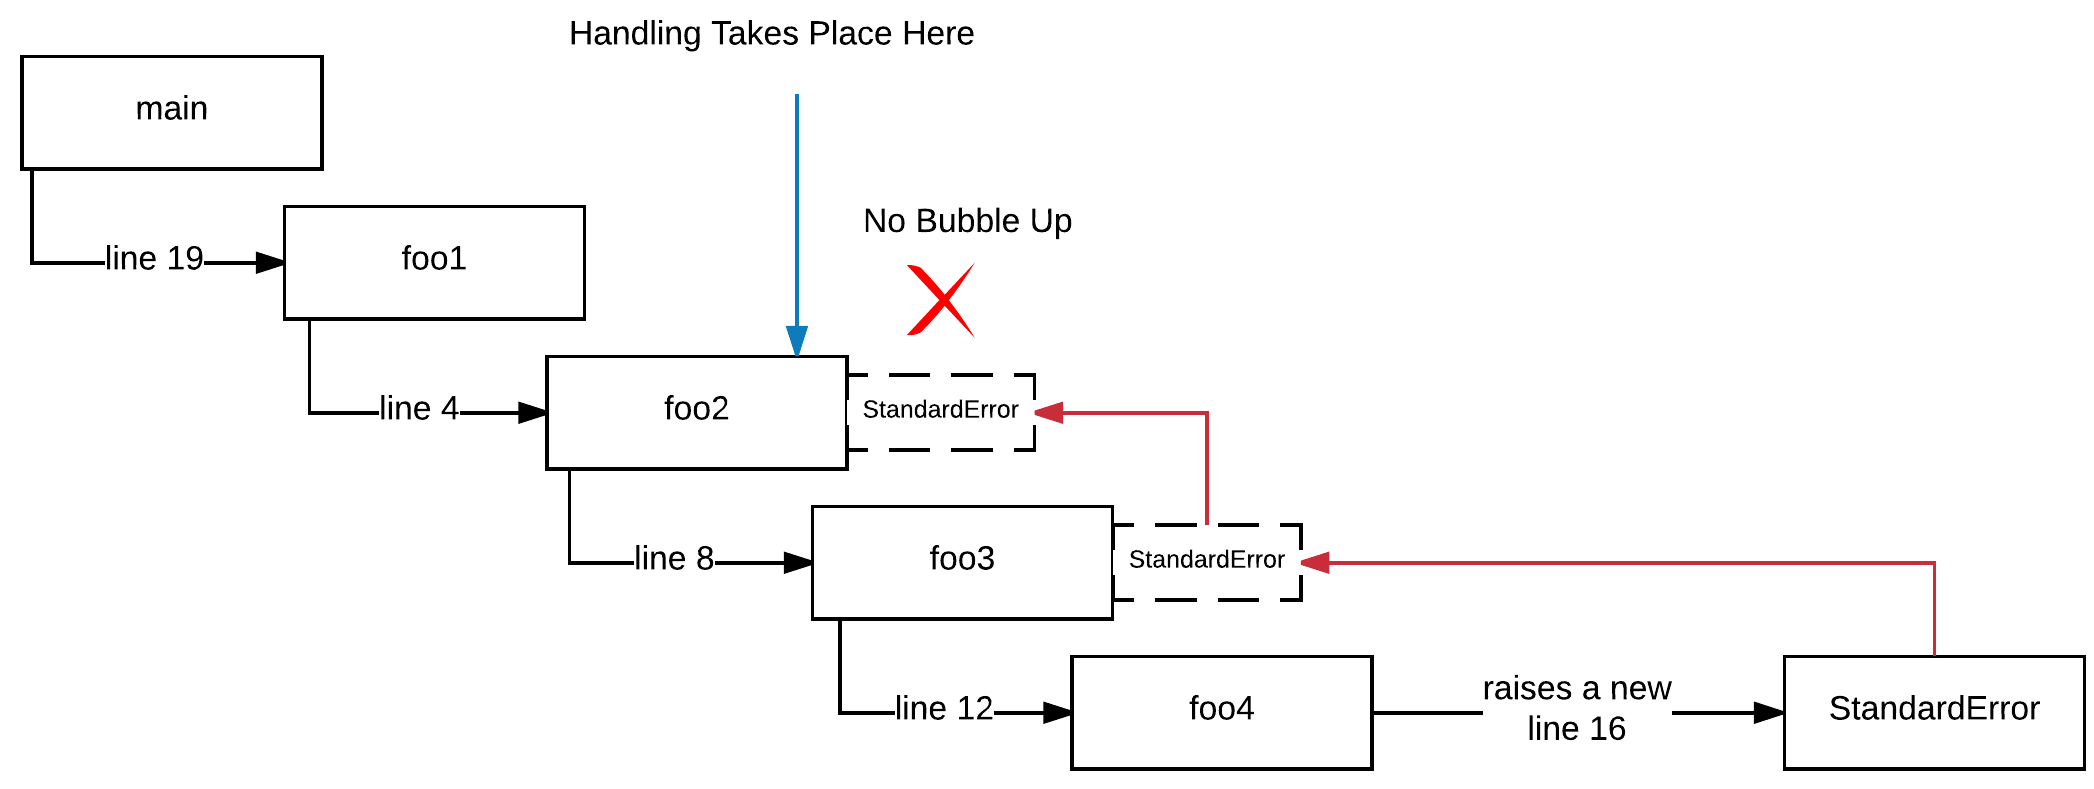 Handling Takes Place Here
main
No Bubble Up
line 19
foo1
line 4
foo2
StandardError
line 8
foo3
StandardError
line 12
foo4
raises a new
line 16
StandardError